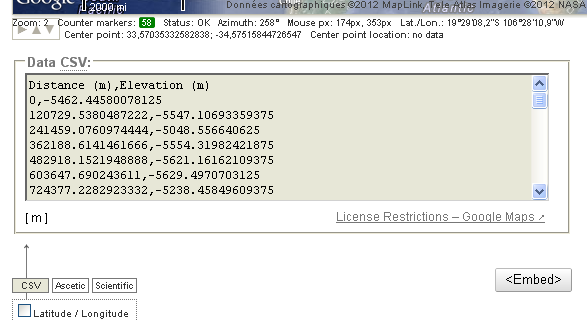 Google
2000 mi
Atlantic
Données cartographiques ©2012 MapLink, Tele Atlas Imagerie ©2012 NASA
Zoom: 2 Counter markers: 58 Status: OK Azimuth: 258° Mouse px: 174px, 353px Lat./Lon.: 19°29'08,2"S 106°28'10,9"W
Center point: 33,57035332582838; -34,57515844726547 Center point location: no data
Data CSV:
Distance (m),Elevation (m)
0,-5462.44580078125
120729.5380487222,-5547.10693359375
241459.0760974444,-5048.556640625
362188.6141461666,-5554.31982421875
482918.1521948888,-5621.16162109375
603647.690243611,-5629.4970703125
724377.2282923332,-5238.45849609375
[ m ]
License Restrictions – Google Maps ↗
CSV Ascetic Scientific
<Embed>
Latitude / Longitude